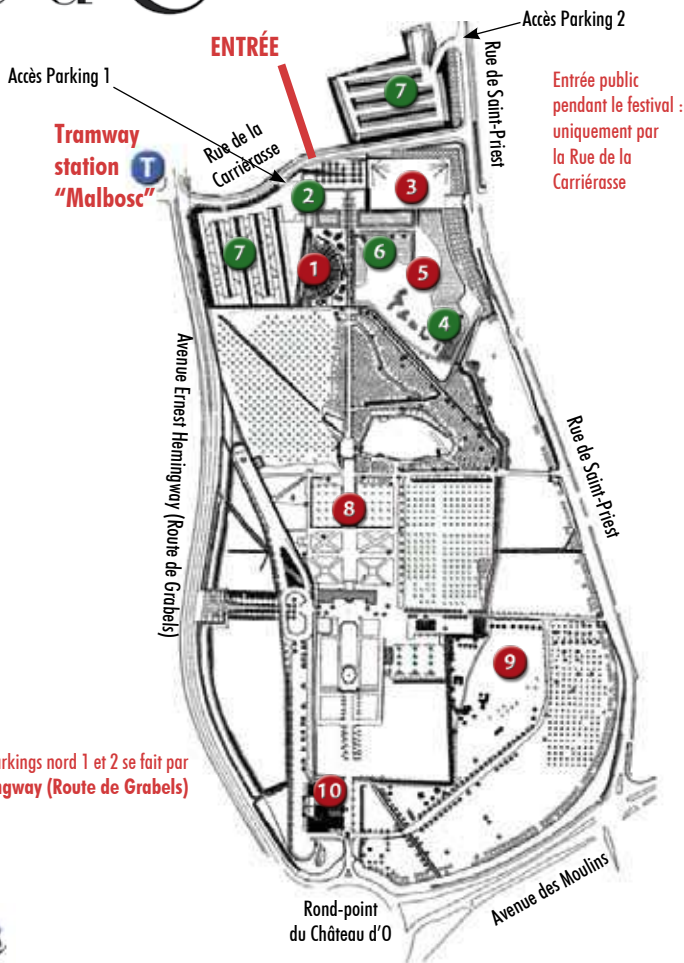 Accès Parking 2
ENTRÉE
Accès Parking 1
Rue de Saint-Priest
7
Entrée public
pendant le festival :
uniquement par
la Rue de la
Carriérasse
Tramway
station
"Malbosc"
T
Rue de la
Carriérasse
2
3
7
1
6
5
4
Avenue Ernest Hemingway (Route de Grabels)
Rue de Saint-Priest
8
9
arkings nord 1 et 2 se fait par
ngway (Route de Grabels)
10
Rond-point
du Château d'O
Avenue des Moulins